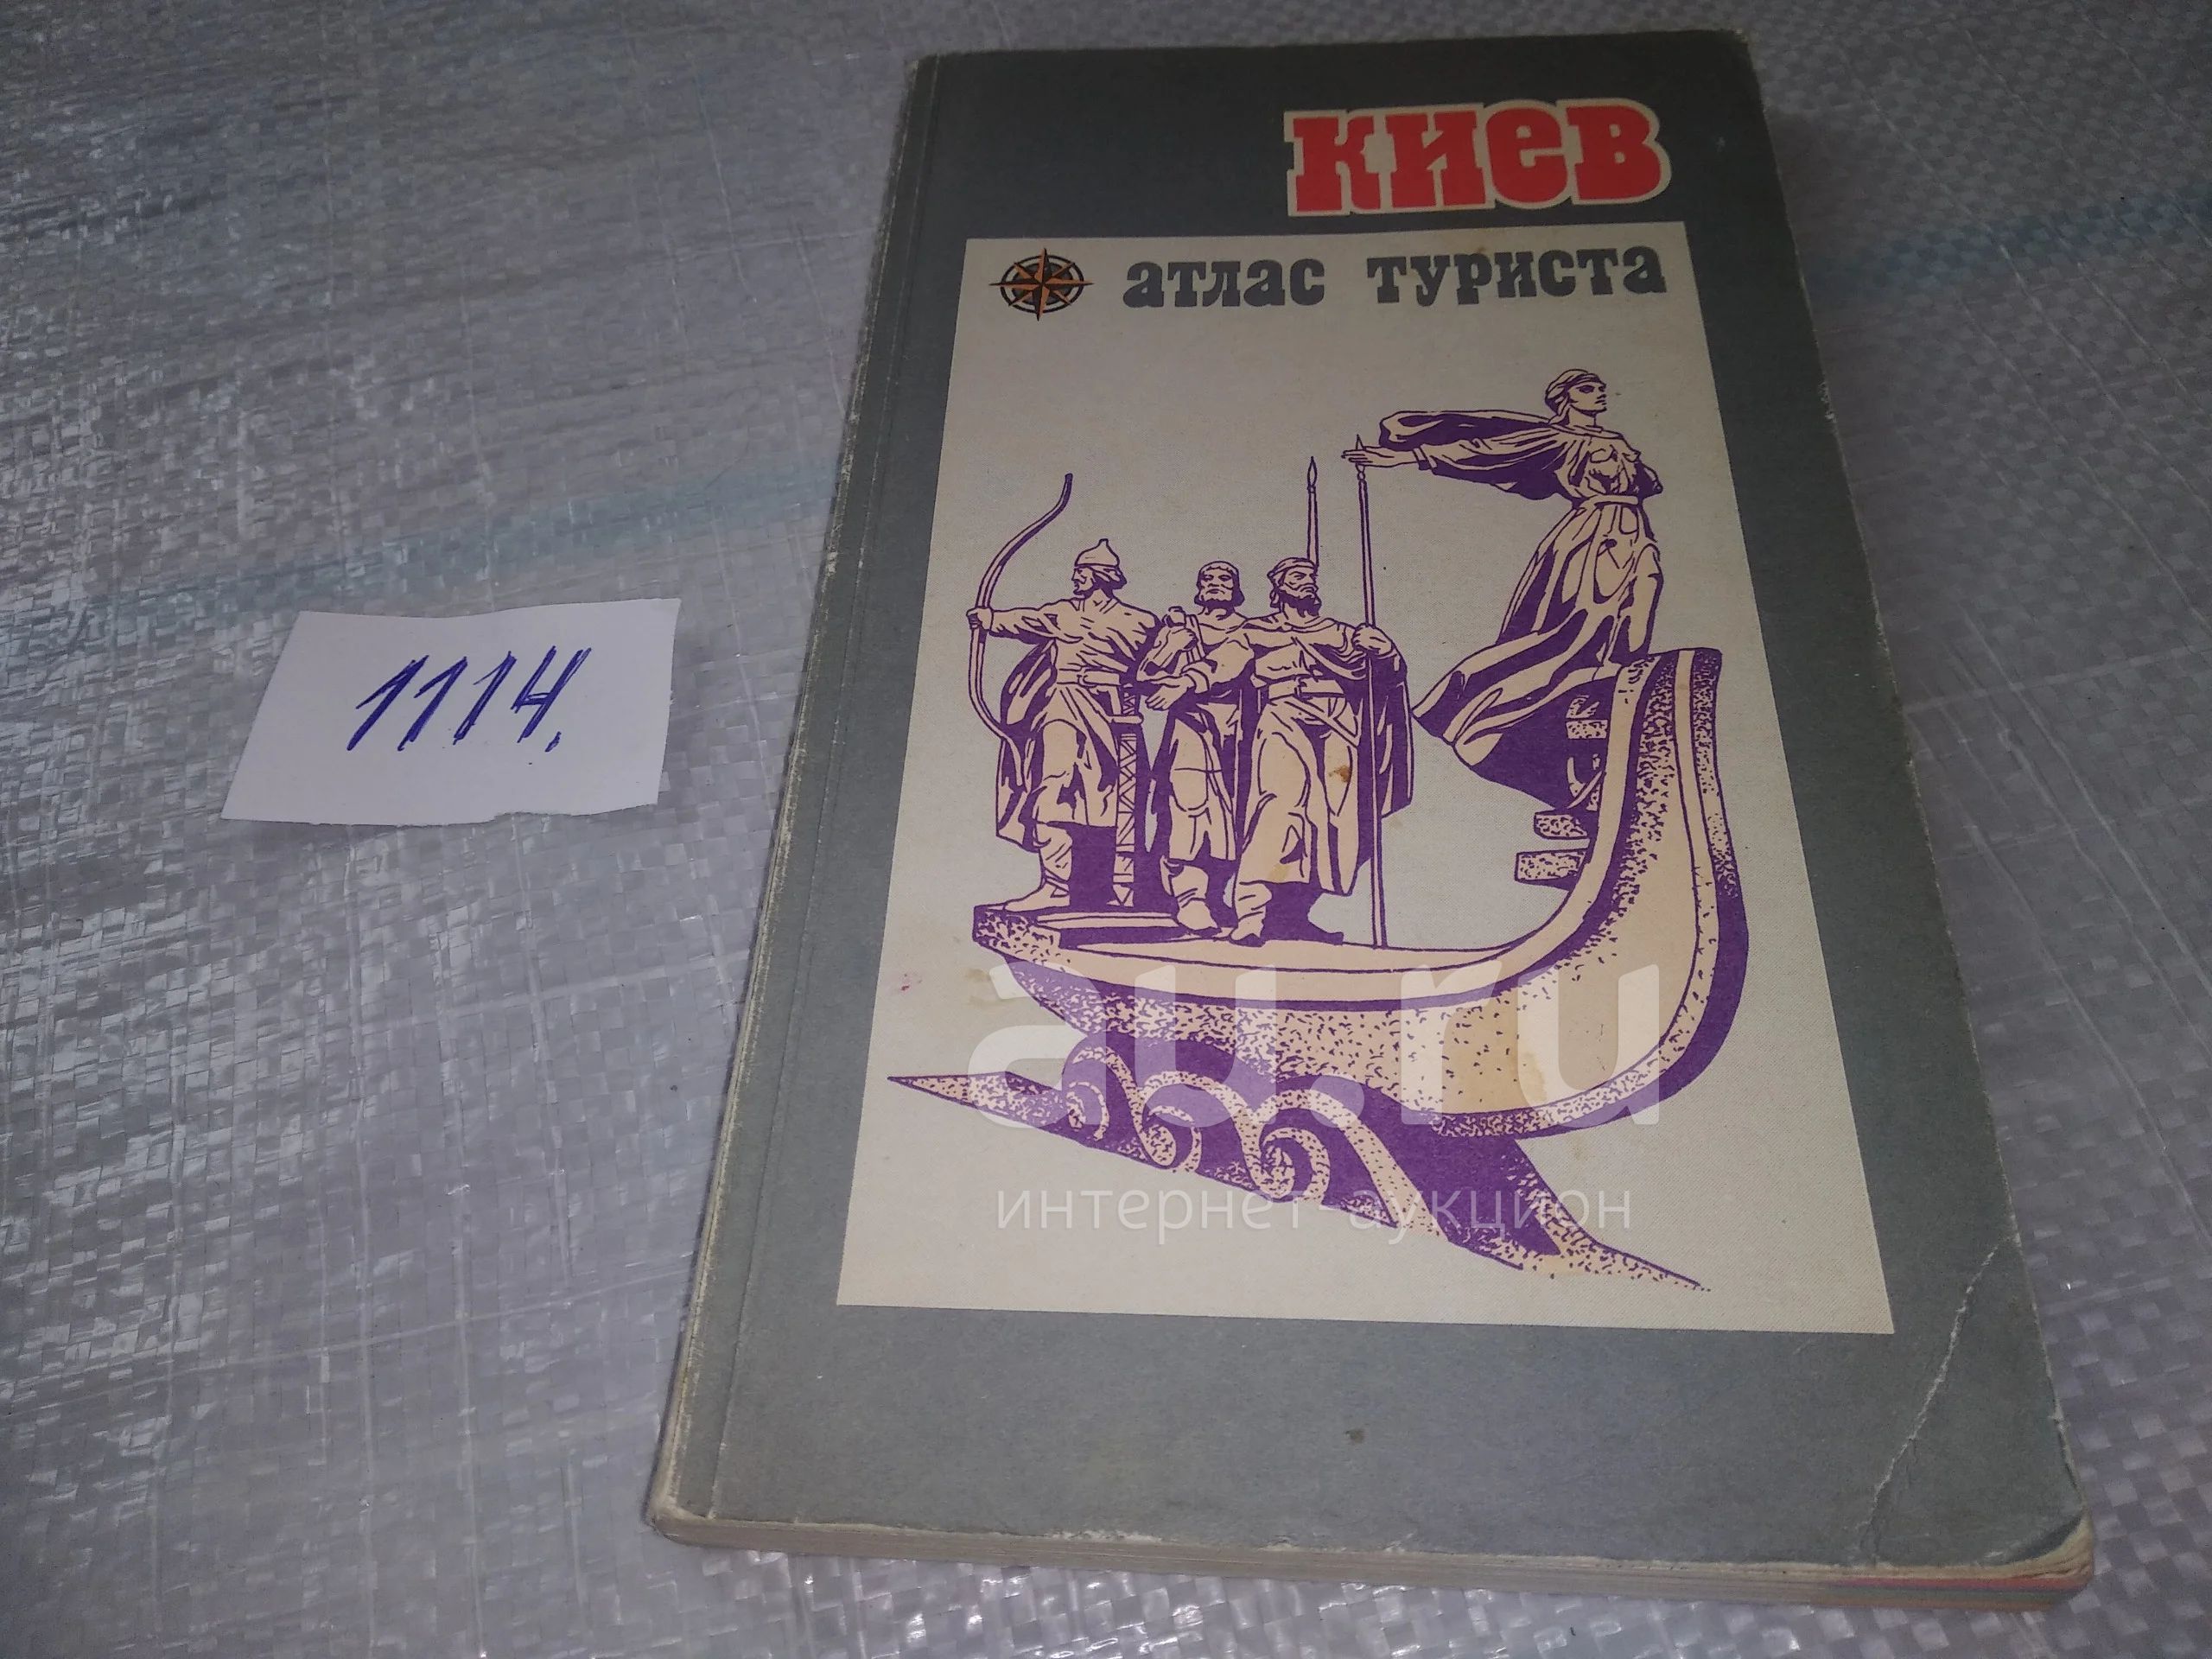 киев
атлас туриста
1114.
au.ru
интернет-аукцион